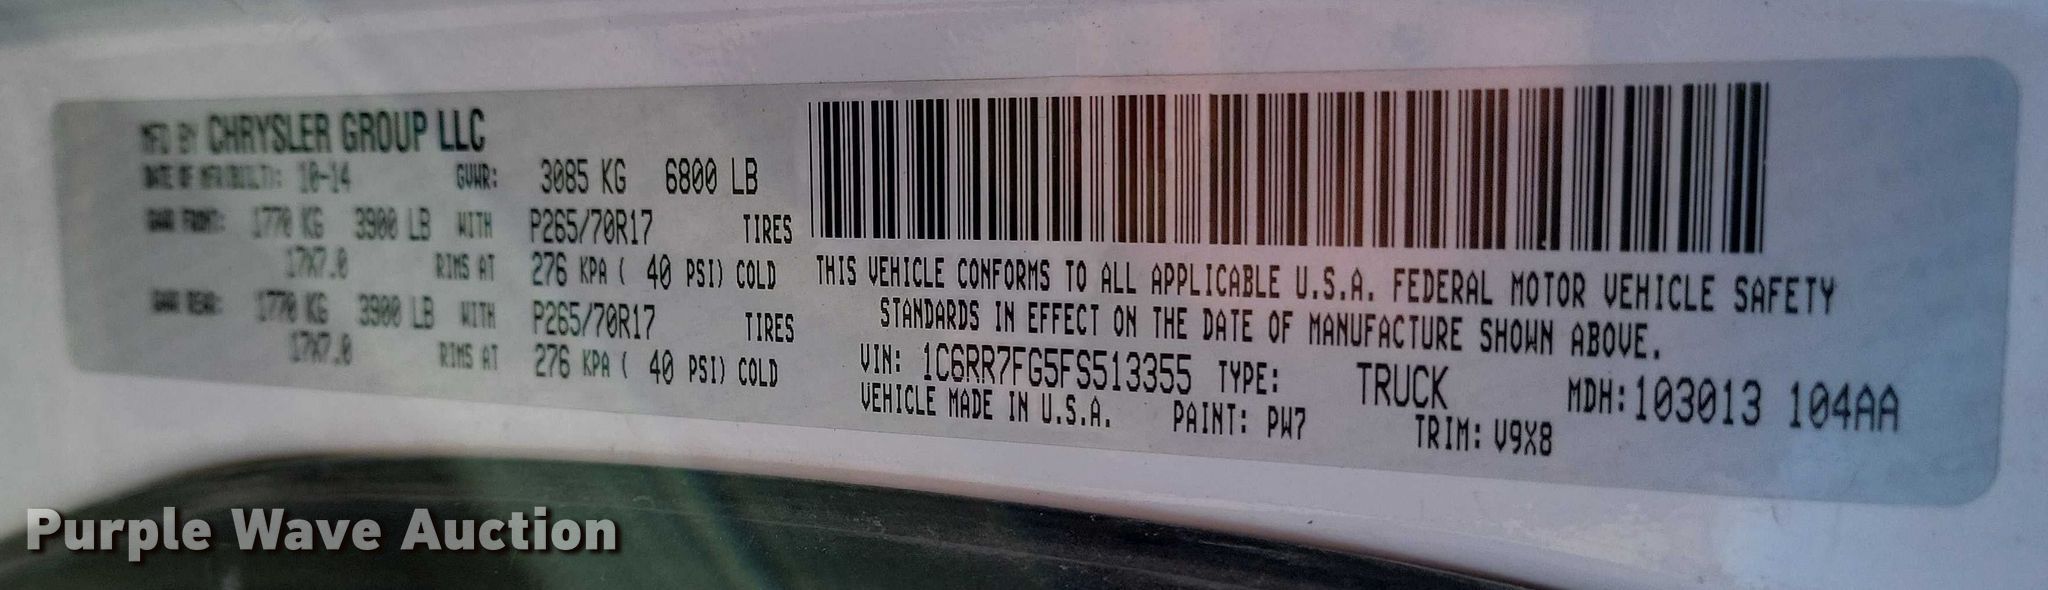 MFD BY CHRYSLER GROUP LLC
DATE OF MFR(BUILT): 10-14 GVWR: 3085 KG 6800 LB
GAWR FRONT: 1770 KG 3900 LB WITH P265/70R17 TIRES
17X7.0 RIMS AT 276 KPA ( 40 PSI) COLD
GAWR REAR: 1770 KG 3900 LB WITH P265/70R17 TIRES
17X7.0 RIMS AT 276 KPA ( 40 PSI) COLD
THIS VEHICLE CONFORMS TO ALL APPLICABLE U.S.A. FEDERAL MOTOR VEHICLE SAFETY
STANDARDS IN EFFECT ON THE DATE OF MANUFACTURE SHOWN ABOVE.
VIN: 1C6RR7FG5FS513355 TYPE: TRUCK MDH:103013 104AA
VEHICLE MADE IN U.S.A. PAINT: PW7 TRIM: V9X8
Purple Wave Auction